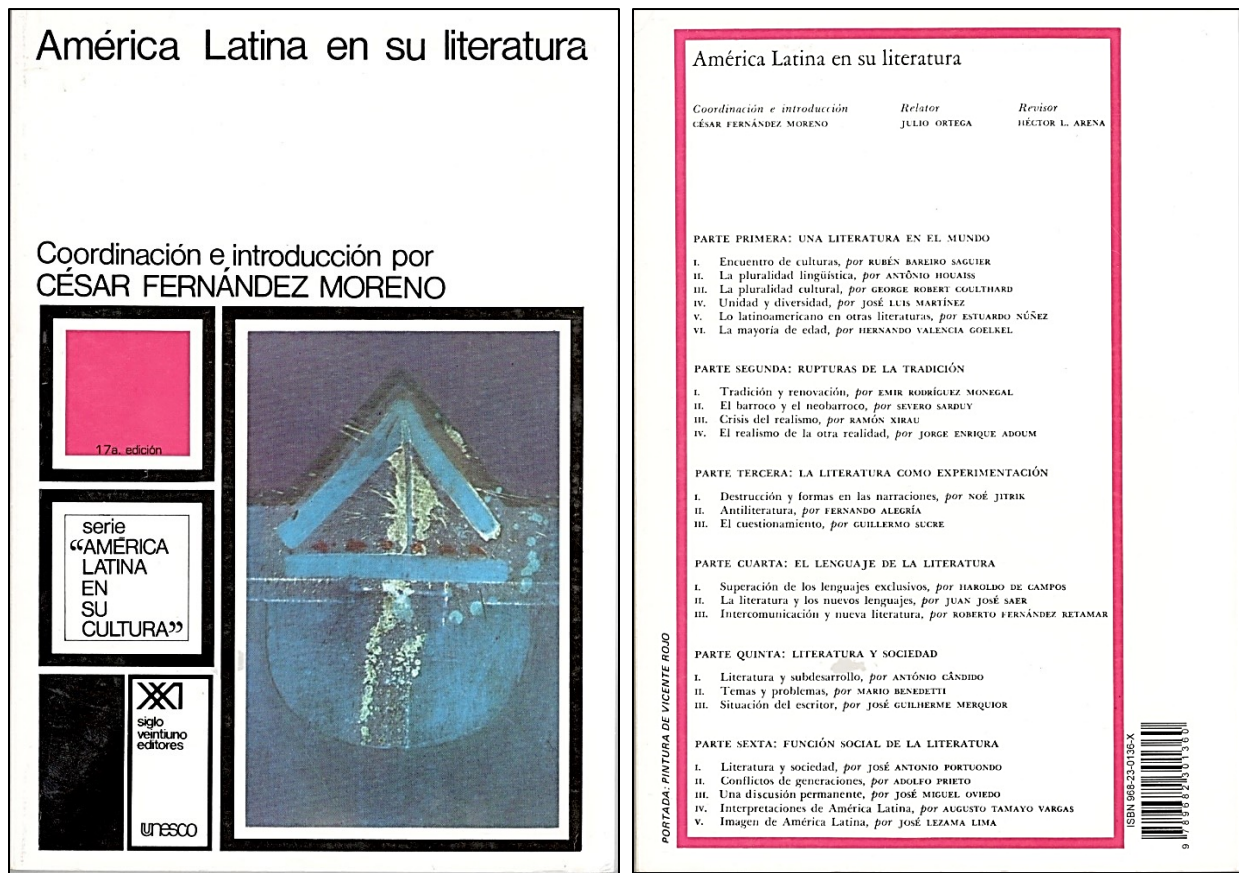 América Latina en su literatura
Coordinación e introducción por
CÉSAR FERNÁNDEZ MORENO
17a. edición
serie
“AMÉRICA
LATINA
EN
SU
CULTURA”
XXI
siglo
veintiuno
editores
unesco
América Latina en su literatura
Coordinación e introducción Relator Revisor
CÉSAR FERNÁNDEZ MORENO JULIO ORTEGA HÉCTOR L. ARENA
PARTE PRIMERA: UNA LITERATURA EN EL MUNDO
I. Encuentro de culturas, por RUBÉN BAREIRO SAGUIER
II. La pluralidad lingüística, por ANTÔNIO HOUAISS
III. La pluralidad cultural, por GEORGE ROBERT COULTHARD
IV. Unidad y diversidad, por JOSÉ LUIS MARTÍNEZ
V. Lo latinoamericano en otras literaturas, por ESTUARDO NÚÑEZ
VI. La mayoría de edad, por HERNANDO VALENCIA GOELKEL
PARTE SEGUNDA: RUPTURAS DE LA TRADICIÓN
I. Tradición y renovación, por EMIR RODRÍGUEZ MONEGAL
II. El barroco y el neobarroco, por SEVERO SARDUY
III. Crisis del realismo, por RAMÓN XIRAU
IV. El realismo de la otra realidad, por JORGE ENRIQUE ADOUM
PARTE TERCERA: LA LITERATURA COMO EXPERIMENTACIÓN
I. Destrucción y formas en las narraciones, por NOÉ JITRIK
II. Antiliteratura, por FERNANDO ALEGRÍA
III. El cuestionamiento, por GUILLERMO SUCRE
PARTE CUARTA: EL LENGUAJE DE LA LITERATURA
I. Superación de los lenguajes exclusivos, por HAROLDO DE CAMPOS
II. La literatura y los nuevos lenguajes, por JUAN JOSÉ SAER
III. Intercomunicación y nueva literatura, por ROBERTO FERNÁNDEZ RETAMAR
PARTE QUINTA: LITERATURA Y SOCIEDAD
I. Literatura y subdesarrollo, por ANTÓNIO CÂNDIDO
II. Temas y problemas, por MARIO BENEDETTI
III. Situación del escritor, por JOSÉ GUILHERME MERQUIOR
PARTE SEXTA: FUNCIÓN SOCIAL DE LA LITERATURA
I. Literatura y sociedad, por JOSÉ ANTONIO PORTUONDO
II. Conflictos de generaciones, por ADOLFO PRIETO
III. Una discusión permanente, por JOSÉ MIGUEL OVIEDO
IV. Interpretaciones de América Latina, por AUGUSTO TAMAYO VARGAS
V. Imagen de América Latina, por JOSÉ LEZAMA LIMA
PORTADA: PINTURA DE VICENTE ROJO
ISBN 968-23-0136-X
9 789682 301360